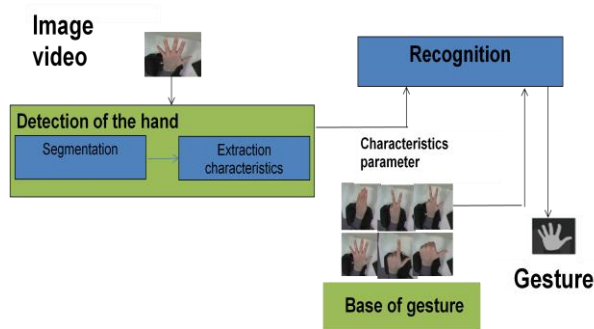 Image
video
Recognition
Detection of the hand
Segmentation
Extraction
characteristics
Characteristics
parameter
Base of gesture
Gesture